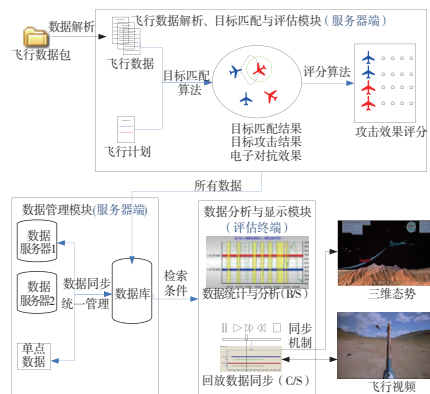 飞行数据解析、目标匹配与评估模块(服务器端)
数据解析
飞行数据包
飞行数据
目标匹配
算法
评分算法
飞行计划
目标匹配结果
目标攻击结果
电子对抗效果
攻击效果评分
所有数据
数据管理模块(服务器端)
数据
服务器1
数据
服务器2
数据同步
统一管理
单点
数据
数据库
检索
条件
数据分析与显示模块
(评估终端)
数据统计与分析(B/S)
同步
机制
回放数据同步(C/S)
三维态势
飞行视频